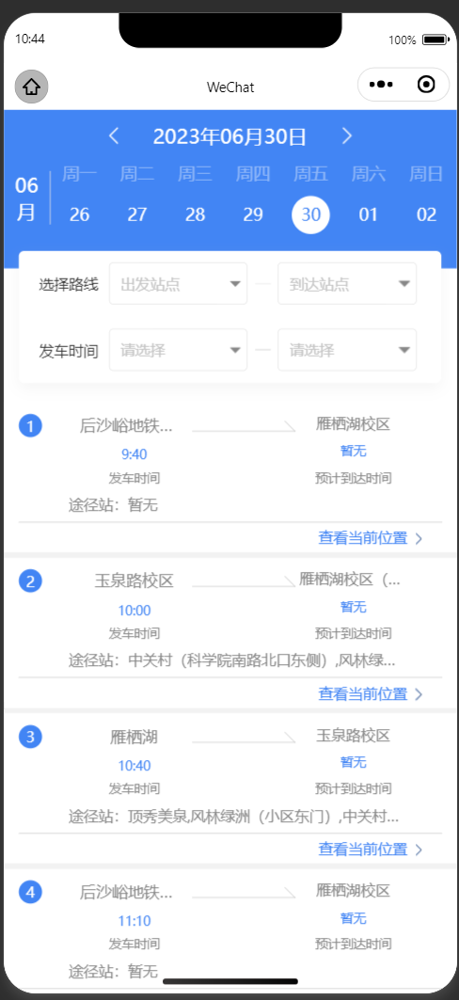 10:44 100%
WeChat
2023年06月30日
周一 周二 周三 周四 周五 周六 周日
06
月
26 27 28 29 30 01 02
选择路线 出发站点 到达站点
发车时间 请选择 请选择
1 后沙峪地铁... 雁栖湖校区
9:40 暂无
发车时间 预计到达时间
途径站：暂无
查看当前位置
2 玉泉路校区 雁栖湖校区（...
10:00 暂无
发车时间 预计到达时间
途径站：中关村（科学院南路北口东侧）,风林绿...
查看当前位置
3 雁栖湖 玉泉路校区
10:40 暂无
发车时间 预计到达时间
途径站：顶秀美泉,风林绿洲（小区东门）,中关村...
查看当前位置
4 后沙峪地铁... 雁栖湖校区
11:10 暂无
发车时间 预计到达时间
途径站：暂无